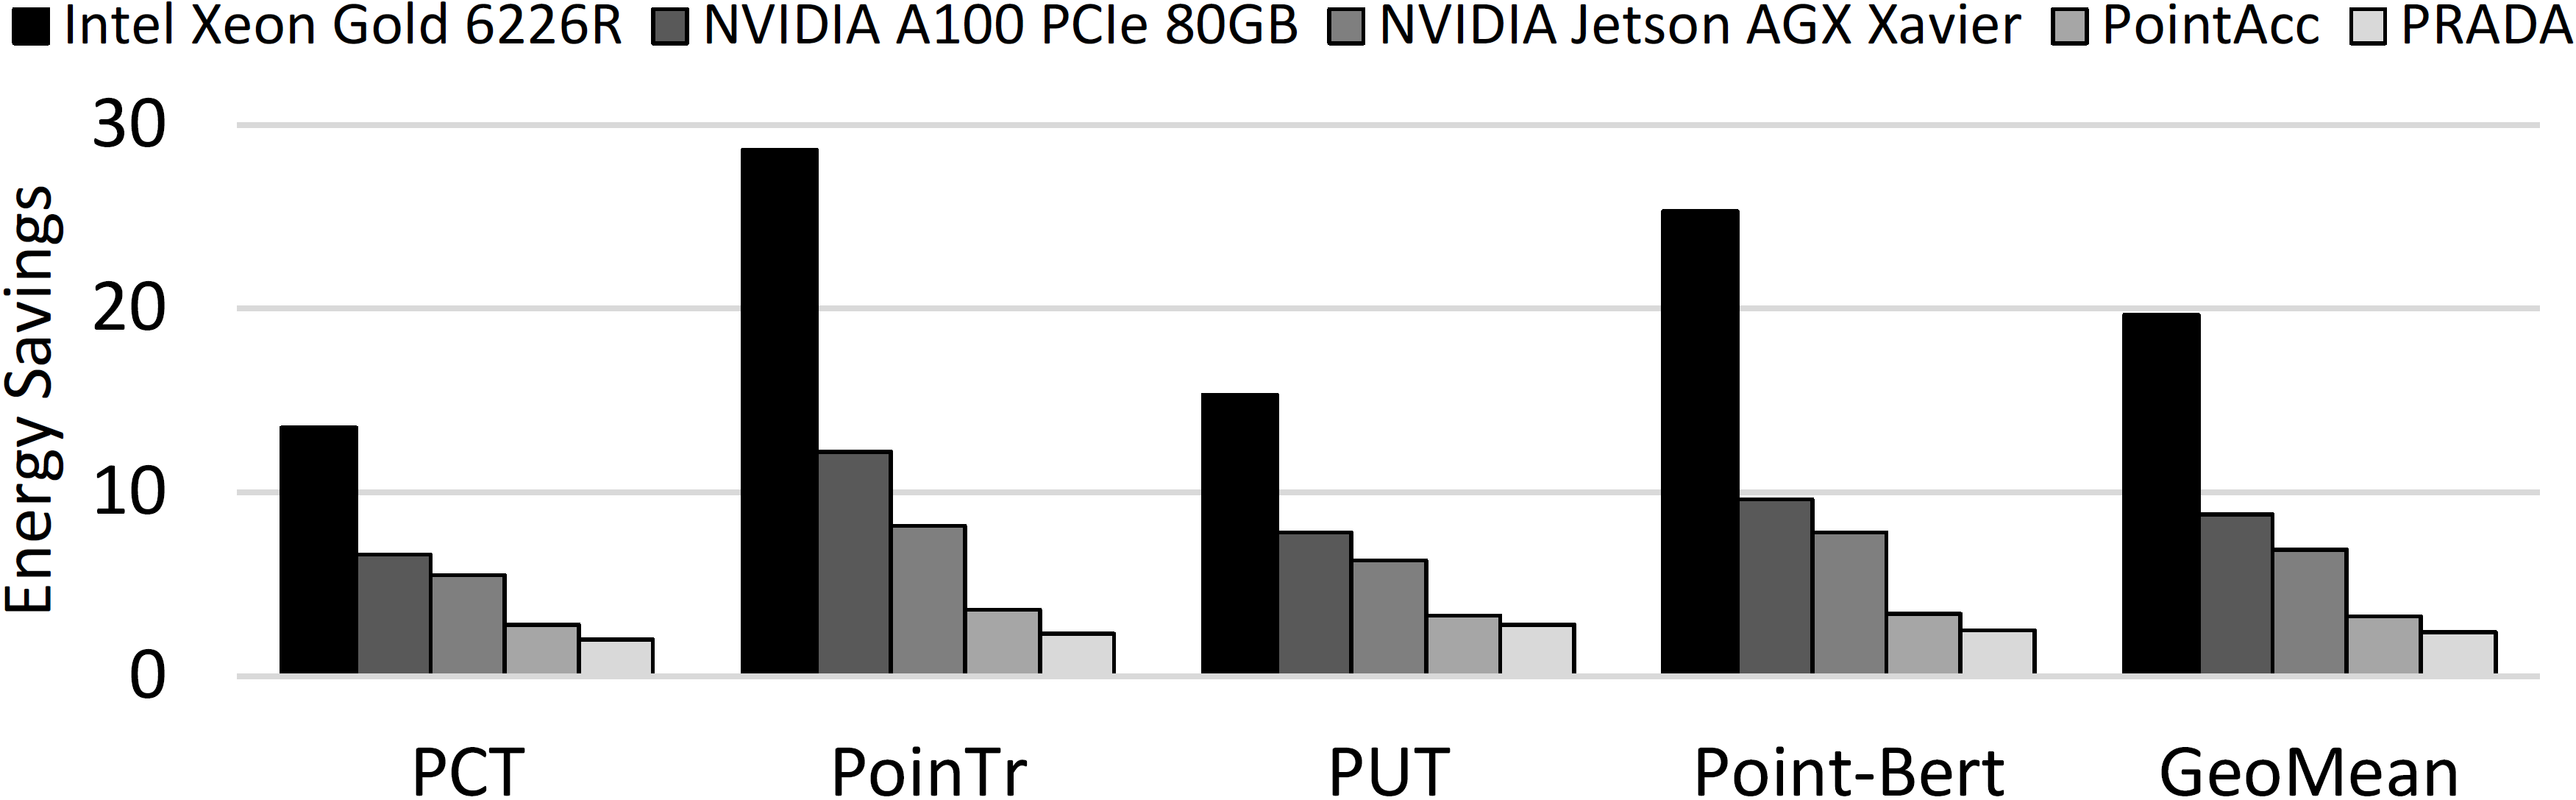 Intel Xeon Gold 6226R NVIDIA A100 PCIe 80GB NVIDIA Jetson AGX Xavier PointAcc PRADA
Energy Savings
30
20
10
0
PCT PoinTr PUT Point-Bert GeoMean